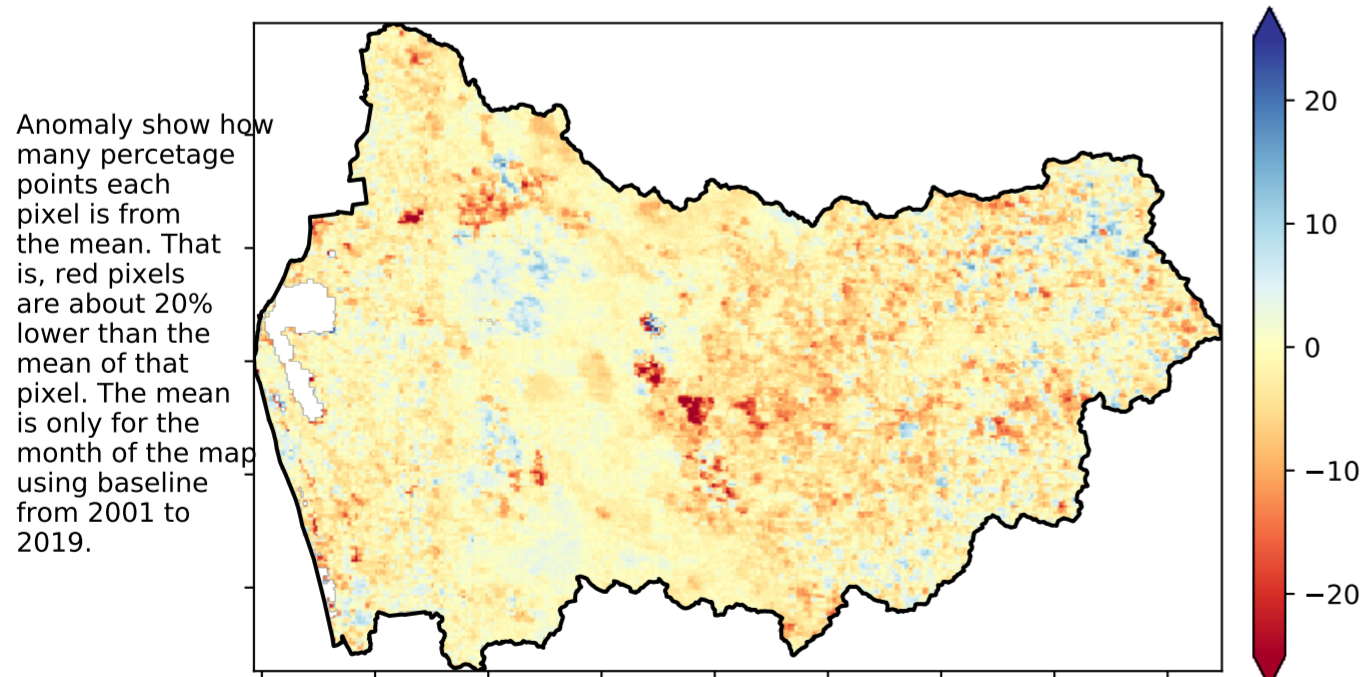 Anomaly show how
many percetage
points each
pixel is from
the mean. That
is, red pixels
are about 20%
lower than the
mean of that
pixel. The mean
is only for the
month of the map
using baseline
from 2001 to
2019.
20
10
0
−10
−20